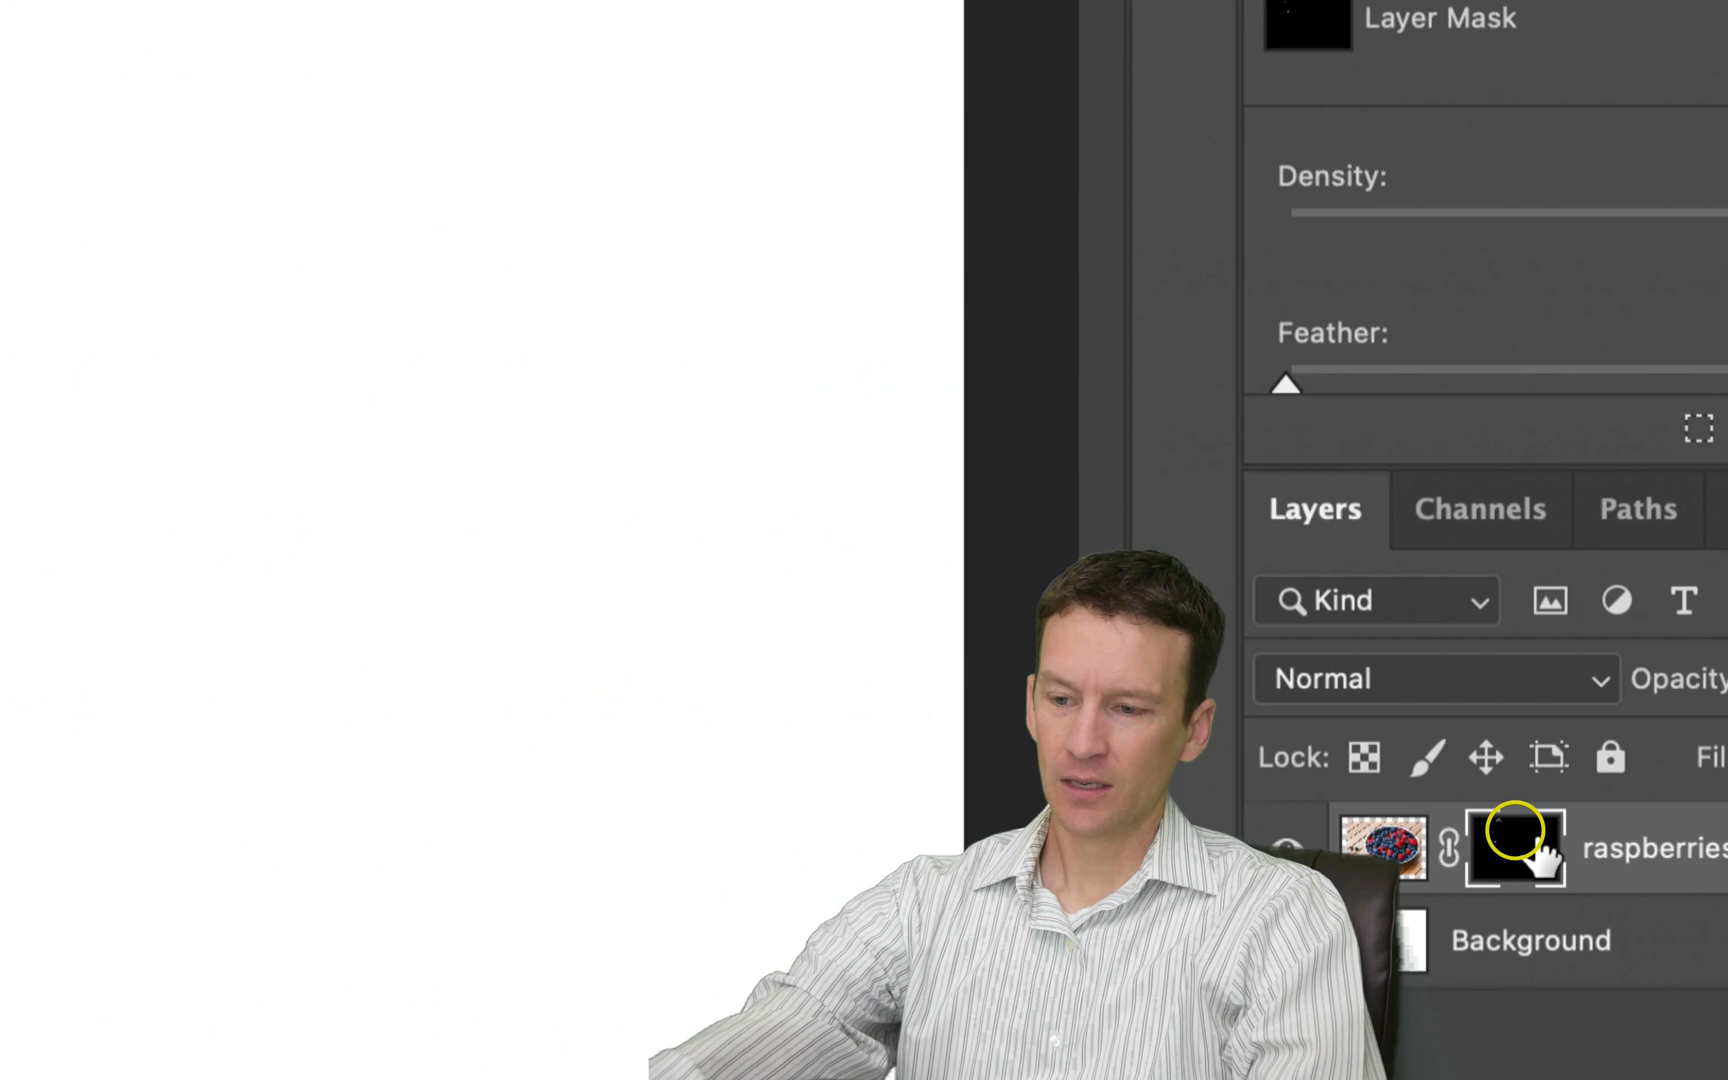 Layer Mask
Density:
Feather:
Layers Channels Paths
Kind T
Normal Opacity
Lock: Fil
raspberries
Background